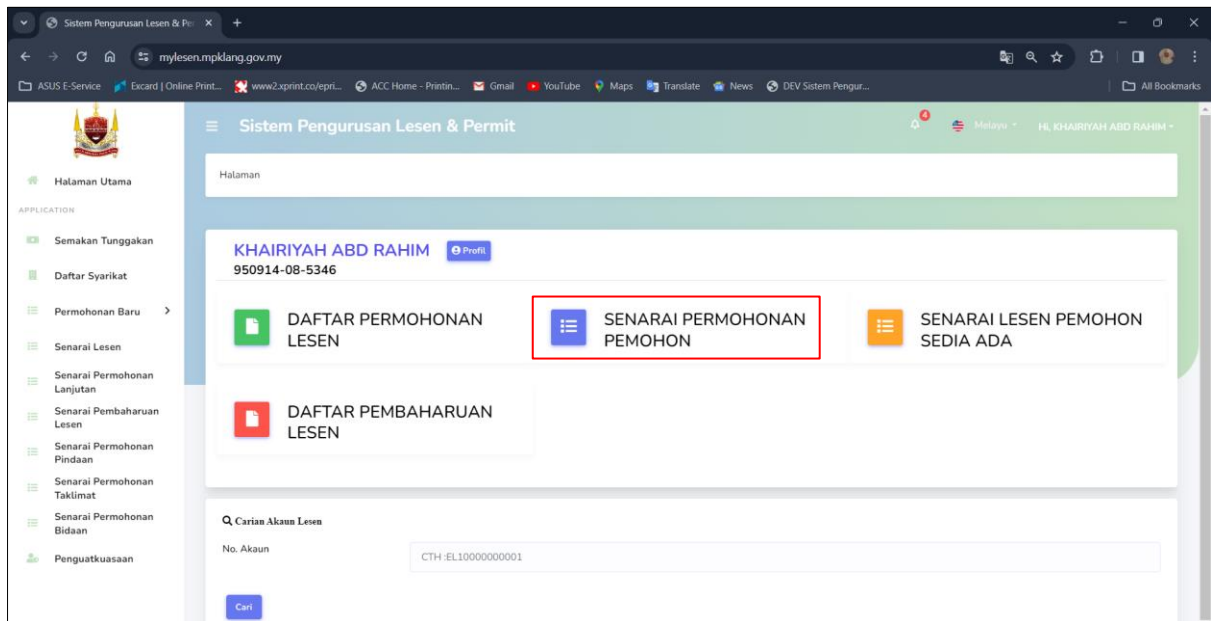 Sistem Pengurusan Lesen & Pe
mylesen.mpklang.gov.my
ASUS E-Service
Excard | Online Print...
www2.xprint.co/epri...
ACC Home - Printin...
Gmail
YouTube
Maps
Translate
News
DEV Sistem Pengur...
All Bookmarks
Sistem Pengurusan Lesen & Permit
4
Melayu
HI, KHAIRIYAH ABD RAHIM
Halaman Utama
APPLICATION
Semakan Tunggakan
Daftar Syarikat
Permohonan Baru
Senarai Lesen
Senarai Permohonan
Lanjutan
Senarai Pembaharuan
Lesen
Senarai Permohonan
Pindaan
Senarai Permohonan
Taklimat
Senarai Permohonan
Bidaan
Penguatkuasaan
Halaman
KHAIRIYAH ABD RAHIM
Profil
950914-08-5346
DAFTAR PERMOHONAN
LESEN
SENARAI PERMOHONAN
PEMOHON
SENARAI LESEN PEMOHON
SEDIA ADA
DAFTAR PEMBAHARUAN
LESEN
Carian Akaun Lesen
No. Akaun
CTH :EL10000000001
Cari